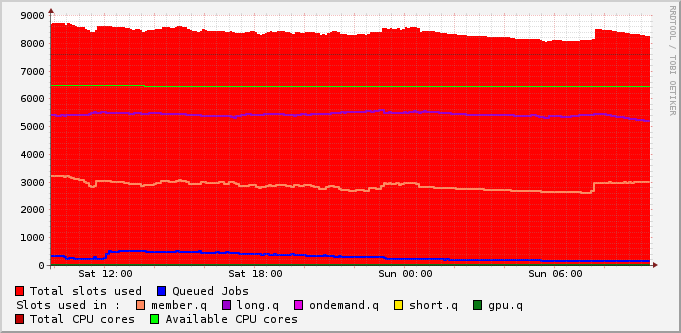 RRDTOOL / TOBI OETIKER
9000
8000
7000
6000
5000
4000
3000
2000
1000
0
Sat 12:00 Sat 18:00 Sun 00:00 Sun 06:00
Total slots used Queued Jobs
Slots used in : member.q long.q ondemand.q short.q gpu.q
Total CPU cores Available CPU cores